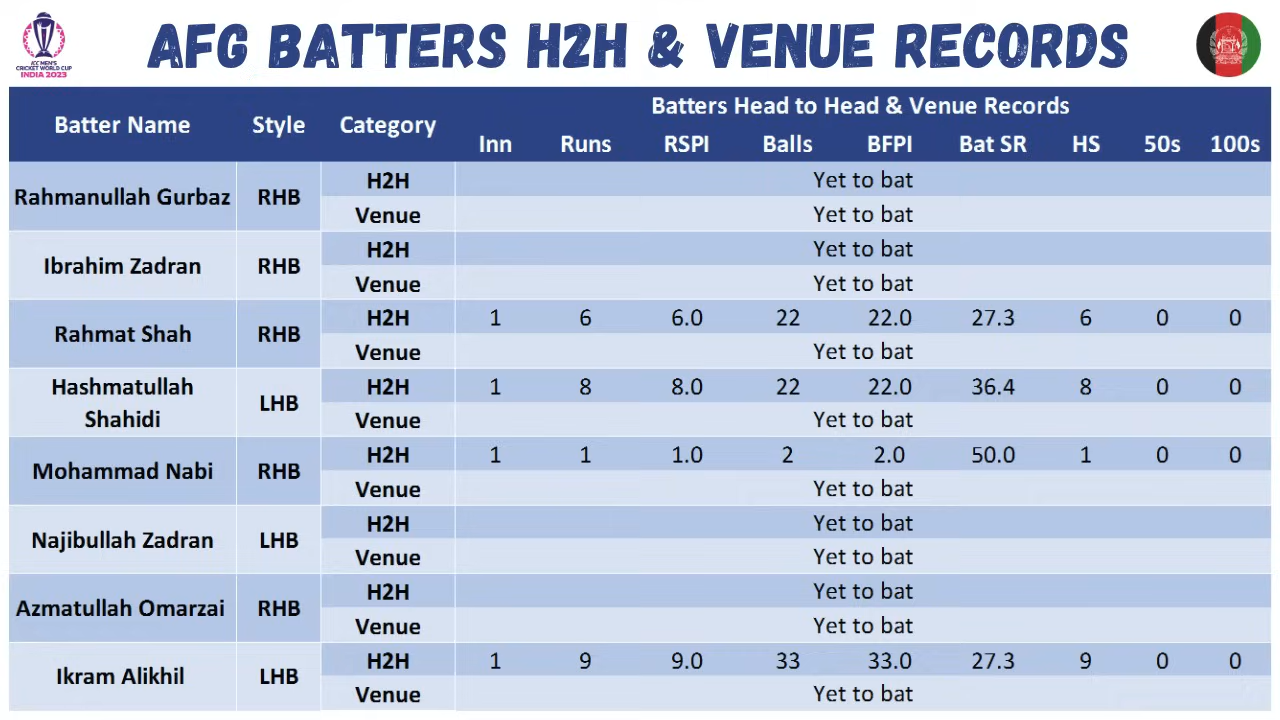 ICC MEN'S
CRICKET WORLD CUP
INDIA 2023
AFG BATTERS H2H & VENUE RECORDS
Batter Name Style Category Batters Head to Head & Venue Records
Inn Runs RSPI Balls BFPI Bat SR HS 50s 100s
Rahmanullah Gurbaz RHB H2H Yet to bat
Venue Yet to bat
Ibrahim Zadran RHB H2H Yet to bat
Venue Yet to bat
Rahmat Shah RHB H2H 1 6 6.0 22 22.0 27.3 6 0 0
Venue Yet to bat
Hashmatullah
Shahidi LHB H2H 1 8 8.0 22 22.0 36.4 8 0 0
Venue Yet to bat
Mohammad Nabi RHB H2H 1 1 1.0 2 2.0 50.0 1 0 0
Venue Yet to bat
Najibullah Zadran LHB H2H Yet to bat
Venue Yet to bat
Azmatullah Omarzai RHB H2H Yet to bat
Venue Yet to bat
Ikram Alikhil LHB H2H 1 9 9.0 33 33.0 27.3 9 0 0
Venue Yet to bat